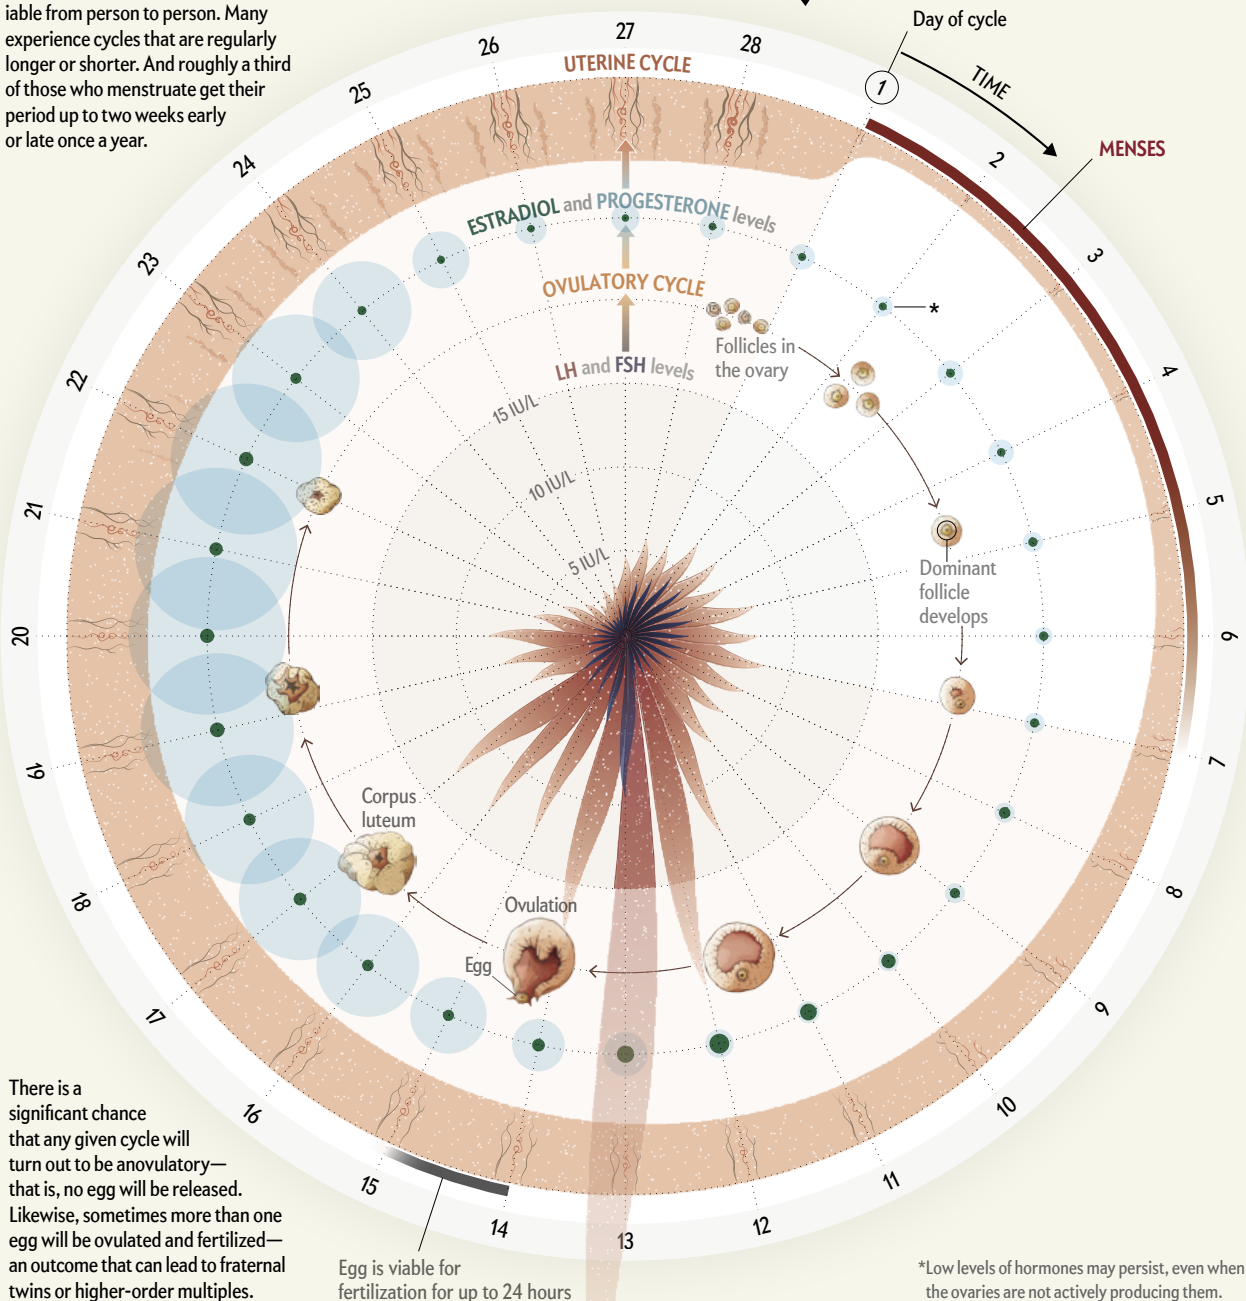 iable from person to person. Many
experience cycles that are regularly
longer or shorter. And roughly a third
of those who menstruate get their
period up to two weeks early
or late once a year.
Day of cycle
TIME
MENSES
1
2
3
4
5
6
7
8
9
10
11
12
13
14
15
16
17
18
19
20
21
22
23
24
25
26
27
28
UTERINE CYCLE
ESTRADIOL and PROGESTERONE levels
OVULATORY CYCLE
LH and FSH levels
15 IU/L
10 IU/L
5 IU/L
*
Follicles in
the ovary
Dominant
follicle
develops
Ovulation
Egg
Corpus
luteum
There is a
significant chance
that any given cycle will
turn out to be anovulatory—
that is, no egg will be released.
Likewise, sometimes more than one
egg will be ovulated and fertilized—
an outcome that can lead to fraternal
twins or higher-order multiples.
Egg is viable for
fertilization for up to 24 hours
*Low levels of hormones may persist, even when
the ovaries are not actively producing them.